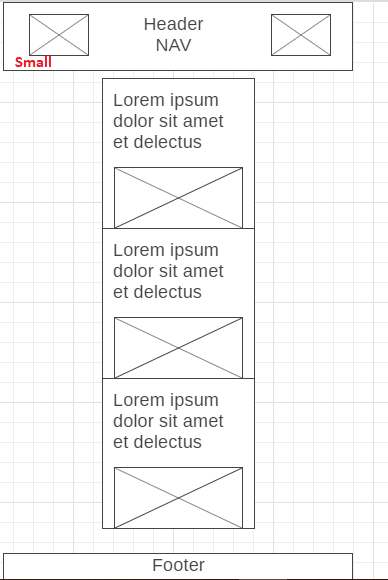 Header
NAV
Small
Lorem ipsum
dolor sit amet
et delectus
Lorem ipsum
dolor sit amet
et delectus
Lorem ipsum
dolor sit amet
et delectus
Footer